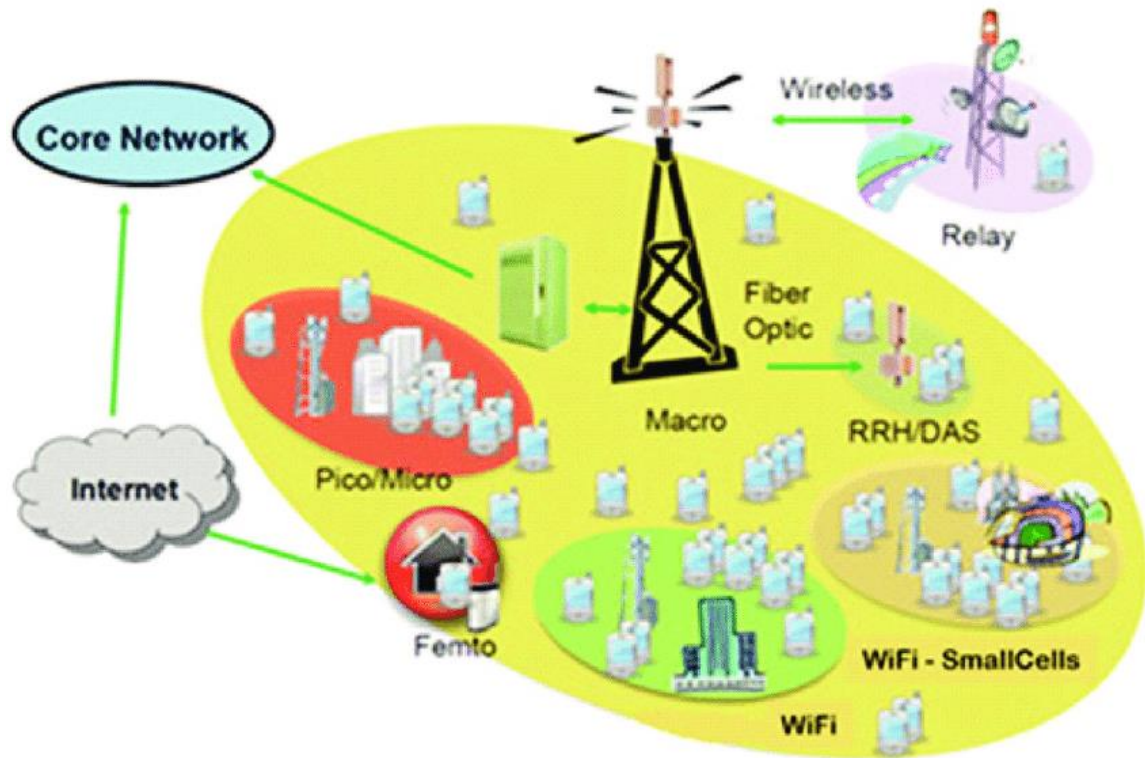 Wireless
Core Network
Relay
Fiber
Optic
Macro
RRH/DAS
Pico/Micro
Internet
Femto
WiFi - SmallCells
WiFi